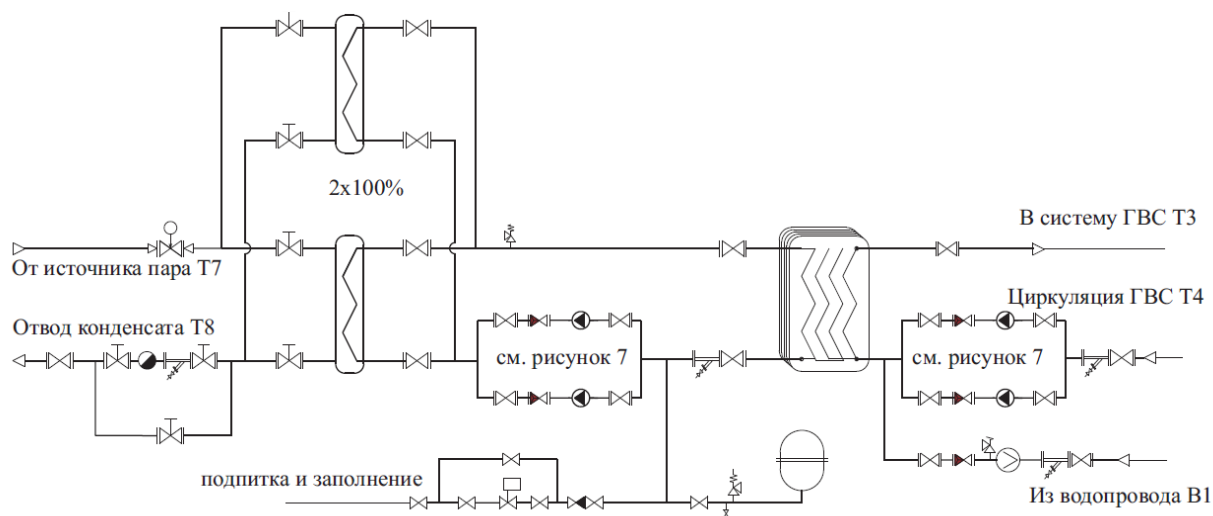 2x100%
В систему ГВС Т3
От источника пара Т7
Циркуляция ГВС Т4
Отвод конденсата Т8
см. рисунок 7
см. рисунок 7
подпитка и заполнение
Из водопровода В1